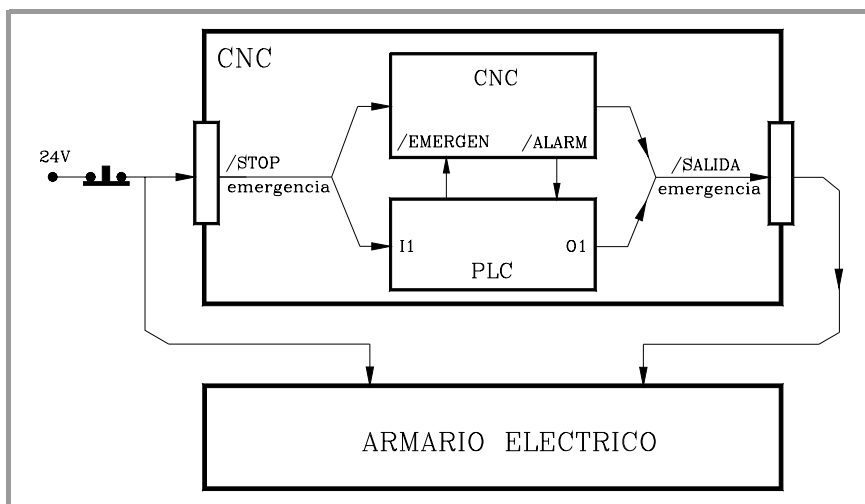 CNC
CNC
/EMERGEN
/ALARM
24V
/STOP
emergencia
/SALIDA
emergencia
I1
O1
PLC
ARMARIO ELECTRICO